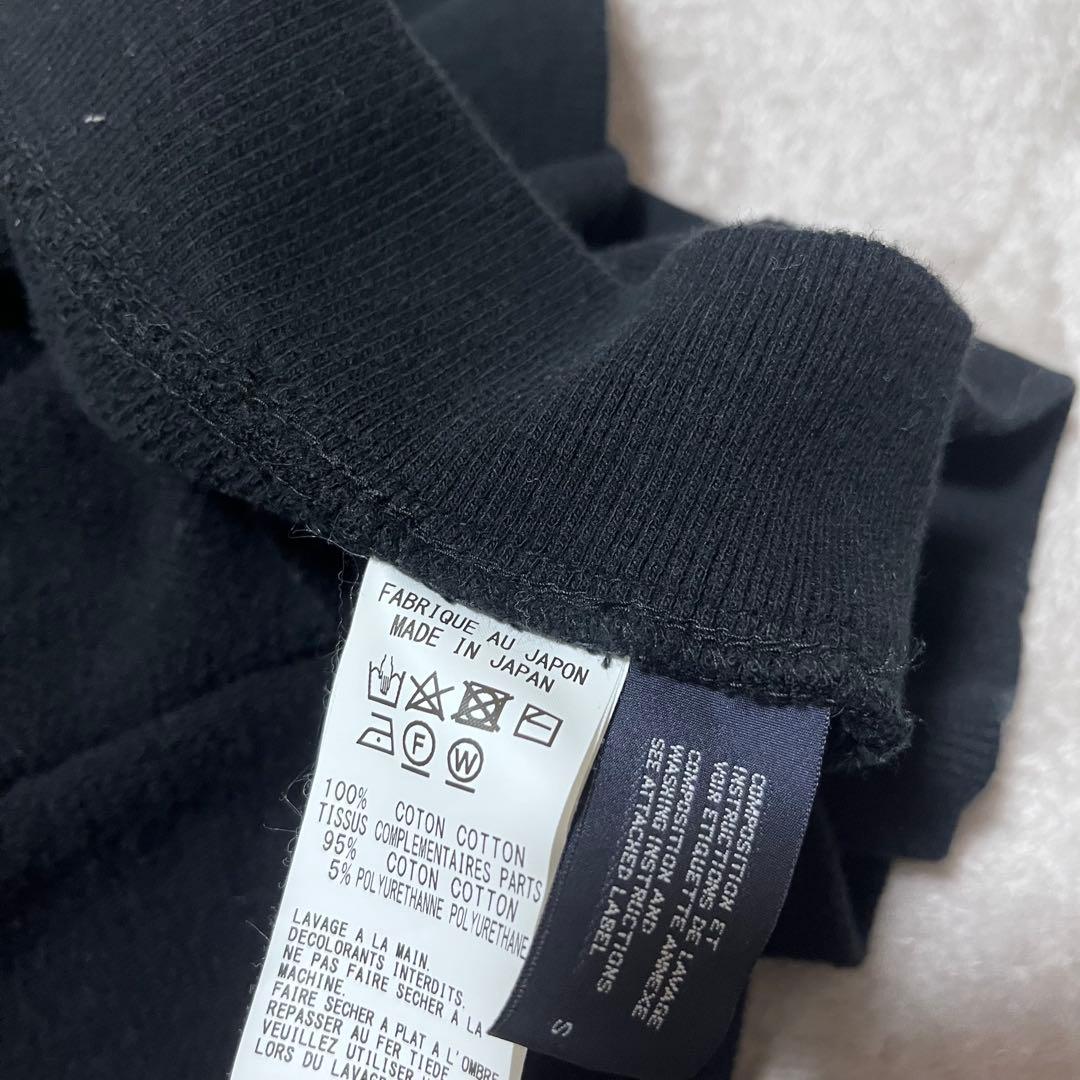 FABRIQUE AU JAPON
MADE IN JAPAN
F W
100% COTON COTTON
TISSUS COMPLEMENTAIRES PARTS
95% COTON COTTON
5% POLYURETHANNE POLYURETHANE
LAVAGE A LA MAIN.
DECOLORANTS INTERDITS.
NE PAS FAIRE SECHER A LA
MACHINE.
FAIRE SECHER A PLAT A L'OMBRE
REPASSER AU FER TIEDE.
VEUILLEZ UTILISER
LORS DU LAVAGE
COMPOSITION ET
INSTRUCTIONS DE LAVAGE
VOIR ETIQUETTE ANNEXE
COMPOSITION AND
WASHING INSTRUCTIONS
SEE ATTACHED LABEL
S